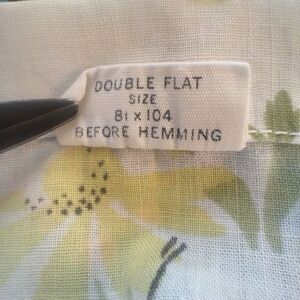 DOUBLE FLAT
SIZE
81 x 104
BEFORE HEMMING